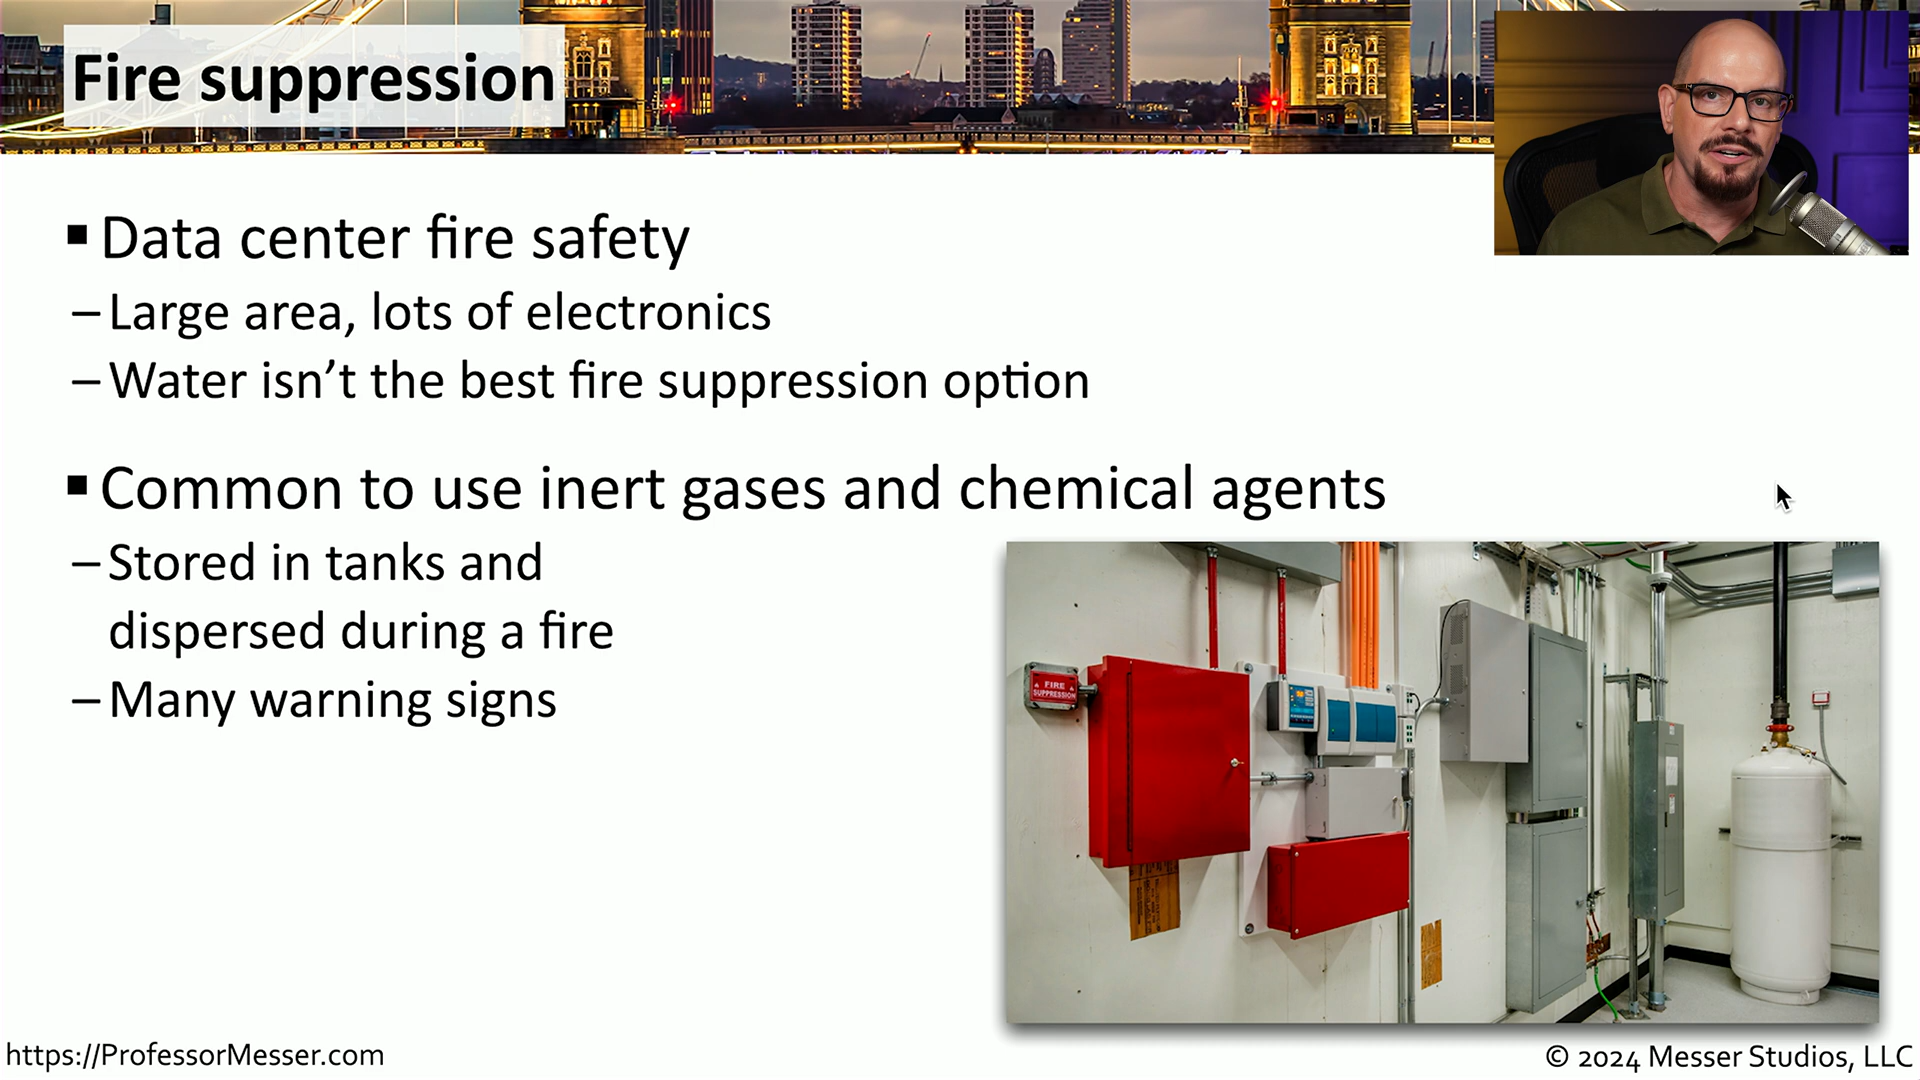 Fire suppression
▪ Data center fire safety
– Large area, lots of electronics
– Water isn’t the best fire suppression option
▪ Common to use inert gases and chemical agents
– Stored in tanks and
dispersed during a fire
– Many warning signs
FIRE
SUPPRESSION
https://ProfessorMesser.com
© 2024 Messer Studios, LLC